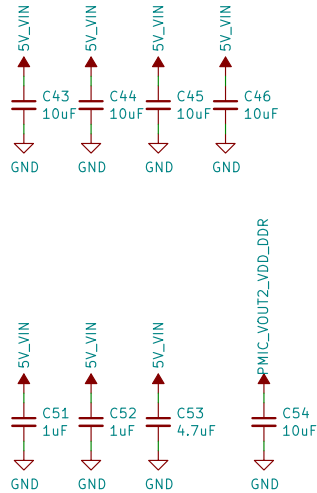 5V_VIN 5V_VIN 5V_VIN 5V_VIN
C43 C44 C45 C46
10uF 10uF 10uF 10uF
GND GND GND GND
PMIC_VOUT2_VDD_DDR
5V_VIN 5V_VIN 5V_VIN
C51 C52 C53 C54
1uF 1uF 4.7uF 10uF
GND GND GND GND